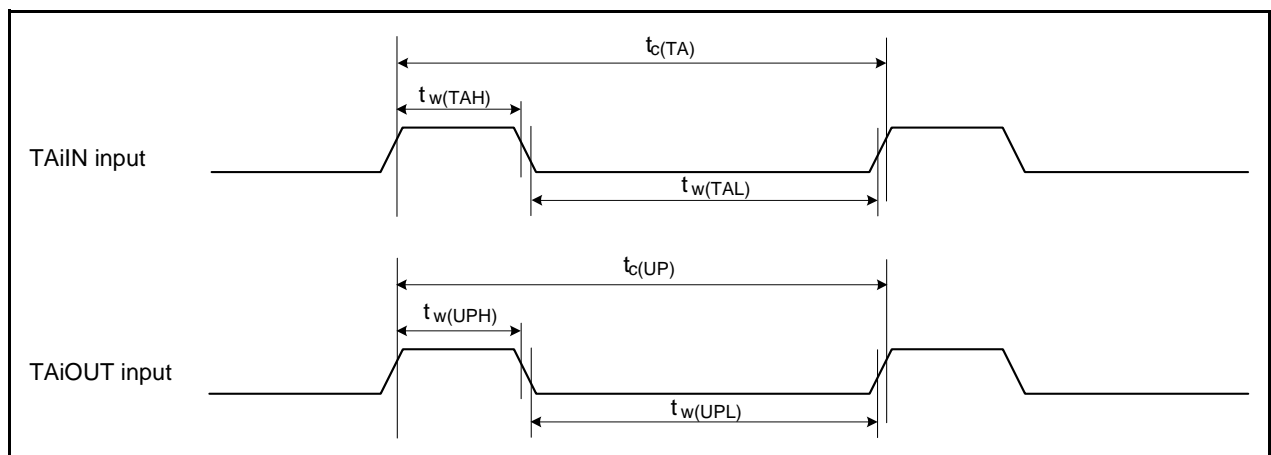 tc(TA)
tw(TAH)
TAiIN input
tw(TAL)
tc(UP)
tw(UPH)
TAiOUT input
tw(UPL)